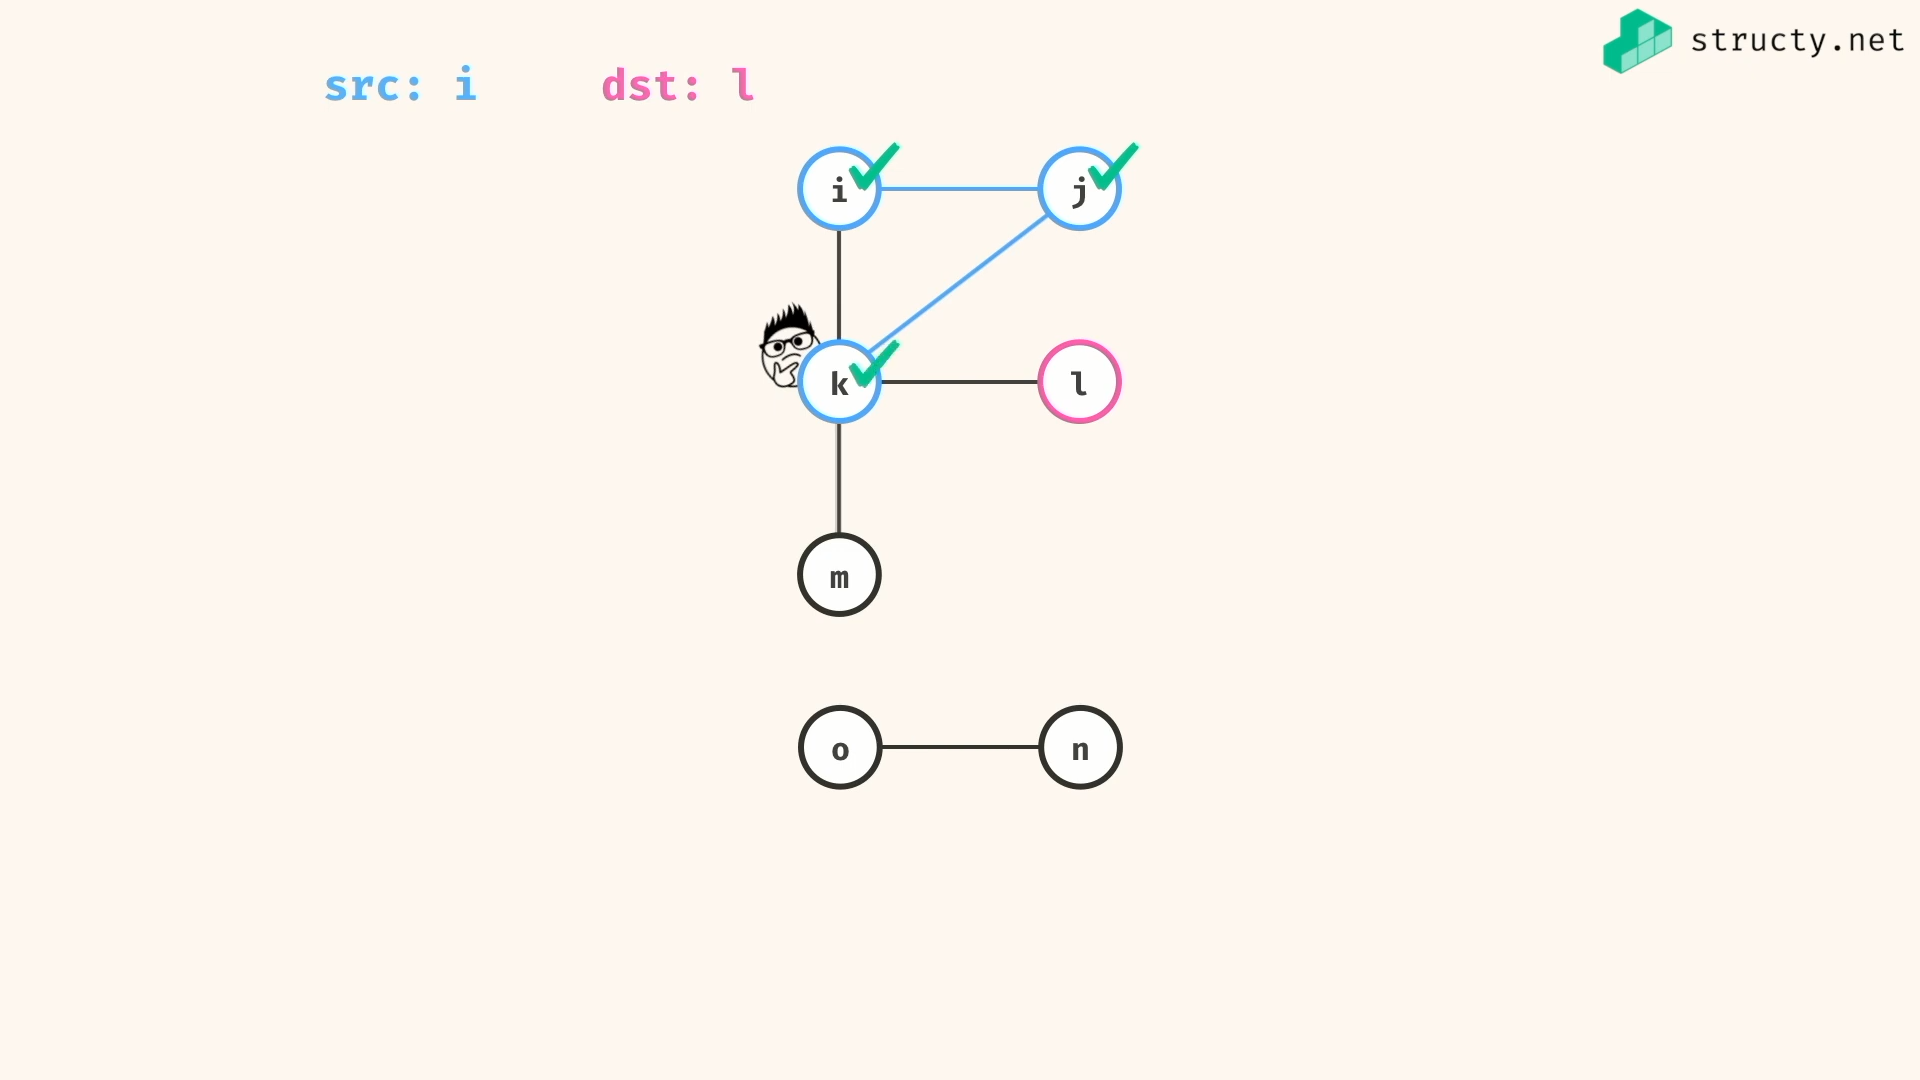 structy.net
src: i dst: l
i j
k l
m
o n